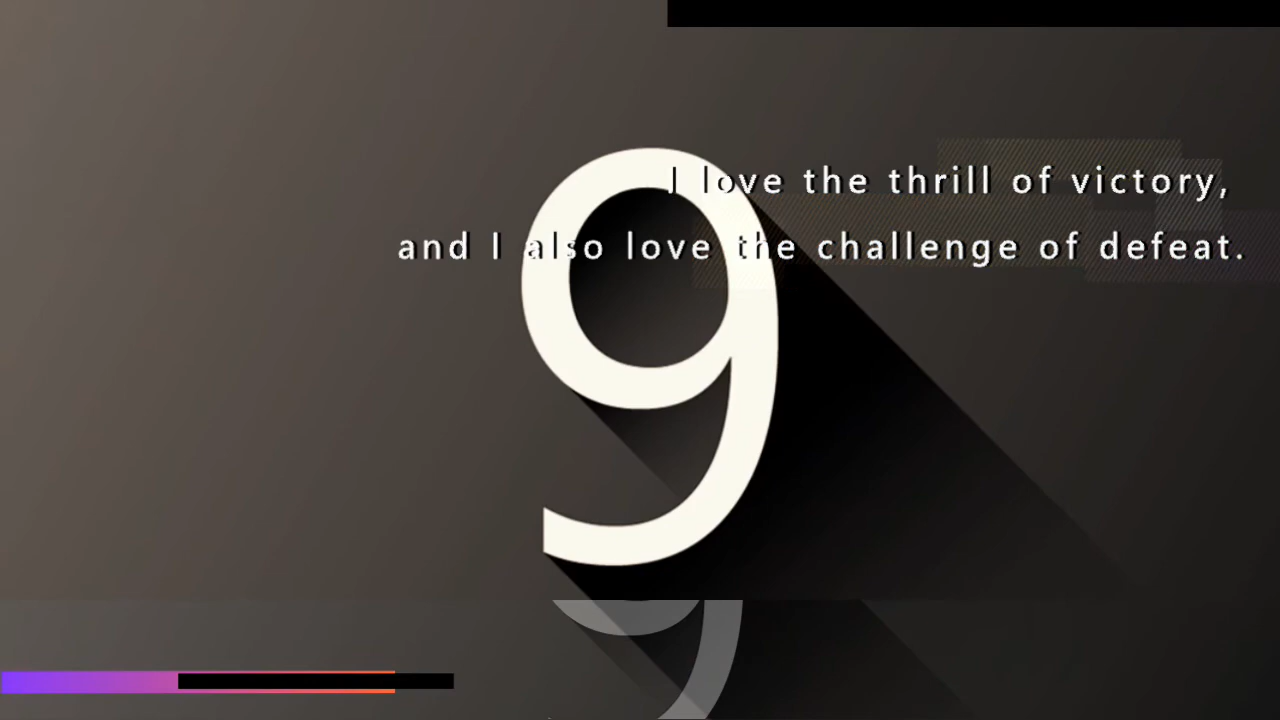 I love the thrill of victory,
and I also love the challenge of defeat.
9